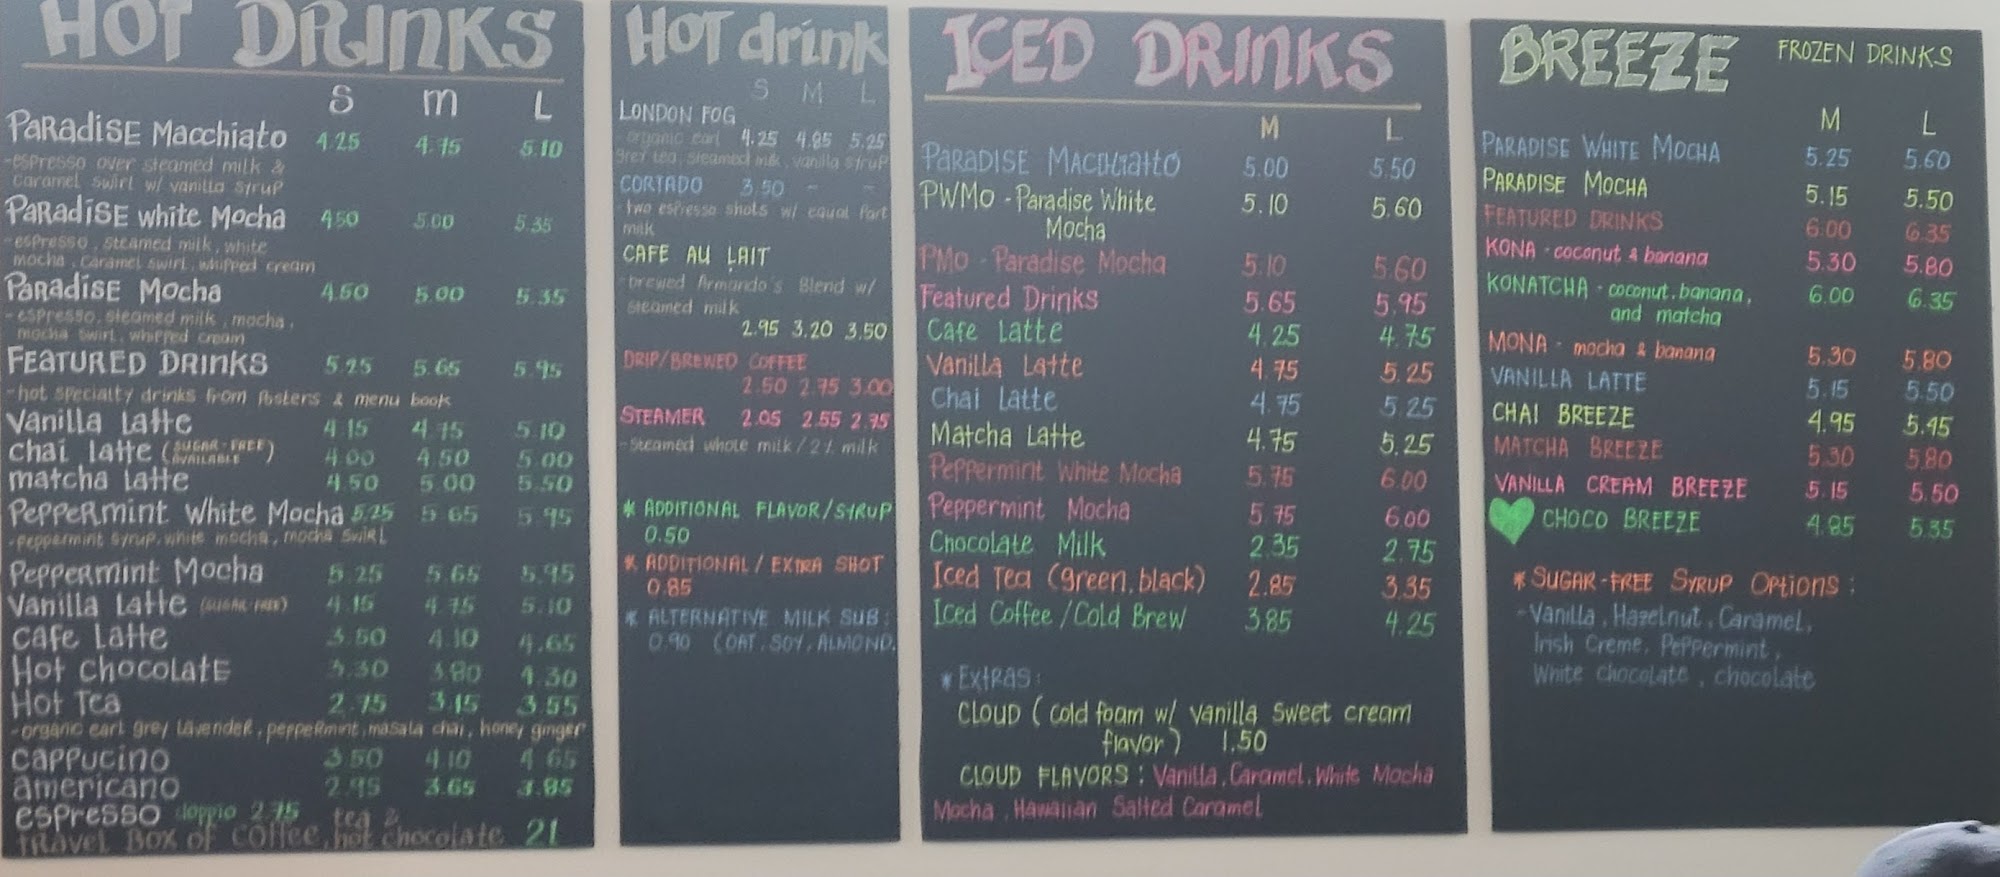 HOT DRINKS
S M L
Paradise Macchiato 4.25 4.75 5.10
-espresso over steamed milk &
caramel swirl w/ vanilla syrup
Paradise White Mocha 4.50 5.00 5.35
-espresso, steamed milk, white
mocha, caramel swirl, whipped cream
Paradise Mocha 4.50 5.00 5.35
-espresso, steamed milk, mocha,
mocha swirl, whipped cream
FEATURED DRINKS 5.25 5.65 5.95
-hot specialty drinks from posters & menu book
Vanilla Latte 4.15 4.75 5.10
chai latte (SUGAR-FREE AVAILABLE) 4.00 4.50 5.00
matcha latte 4.50 5.00 5.50
Peppermint White Mocha 5.25 5.65 5.95
-peppermint syrup, white mocha, mocha swirl
Peppermint Mocha 5.25 5.65 5.95
Vanilla Latte (SUGAR-FREE) 4.15 4.75 5.10
cafe Latte 3.50 4.10 4.65
Hot chocolate 3.30 3.80 4.30
Hot Tea 2.75 3.15 3.55
-organic earl grey lavender, peppermint, masala chai, honey ginger
cappucino 3.50 4.10 4.65
americano 2.95 3.65 3.85
espresso doppio 2.75
Travel Box of coffee, tea & hot chocolate 21
Hot drink
S M L
LONDON FOG
-organic earl 4.25 4.85 5.25
grey tea, steamed milk, vanilla syrup
CORTADO 3.50 - -
-two espresso shots w/ equal part
milk
CAFE AU LAIT
-brewed Armando's Blend w/
steamed milk
2.95 3.20 3.50
DRIP/BREWED COFFEE
2.50 2.75 3.00
STEAMER 2.05 2.55 2.75
-steamed whole milk / 2% milk
* ADDITIONAL FLAVOR/SYRUP
0.50
* ADDITIONAL / EXTRA SHOT
0.85
* ALTERNATIVE MILK SUB:
0.90 (OAT, SOY, ALMOND,
ICED DRINKS
M L
PARADISE MACCHIATTO 5.00 5.50
PWMO - Paradise White 5.10 5.60
Mocha
PMO - Paradise Mocha 5.10 5.60
Featured Drinks 5.65 5.95
Cafe Latte 4.25 4.75
Vanilla Latte 4.75 5.25
Chai Latte 4.75 5.25
Matcha Latte 4.75 5.25
Peppermint White Mocha 5.75 6.00
Peppermint Mocha 5.75 6.00
Chocolate Milk 2.35 2.75
Iced Tea (green, black) 2.85 3.35
Iced Coffee / Cold Brew 3.85 4.25
* Extras:
CLOUD (cold foam w/ vanilla sweet cream
flavor) 1.50
CLOUD FLAVORS: Vanilla, Caramel, White Mocha
Mocha, Hawaiian Salted Caramel
BREEZE FROZEN DRINKS
M L
PARADISE WHITE MOCHA 5.25 5.60
PARADISE MOCHA 5.15 5.50
FEATURED DRINKS 6.00 6.35
KONA - coconut & banana 5.30 5.80
KONATCHA - coconut, banana, 6.00 6.35
and matcha
MONA - mocha & banana 5.30 5.80
VANILLA LATTE 5.15 5.50
CHAI BREEZE 4.95 5.45
MATCHA BREEZE 5.30 5.80
VANILLA CREAM BREEZE 5.15 5.50
CHOCO BREEZE 4.85 5.35
* SUGAR-FREE SYRUP Options:
-Vanilla, Hazelnut, Caramel,
Irish Creme, Peppermint,
White chocolate, chocolate